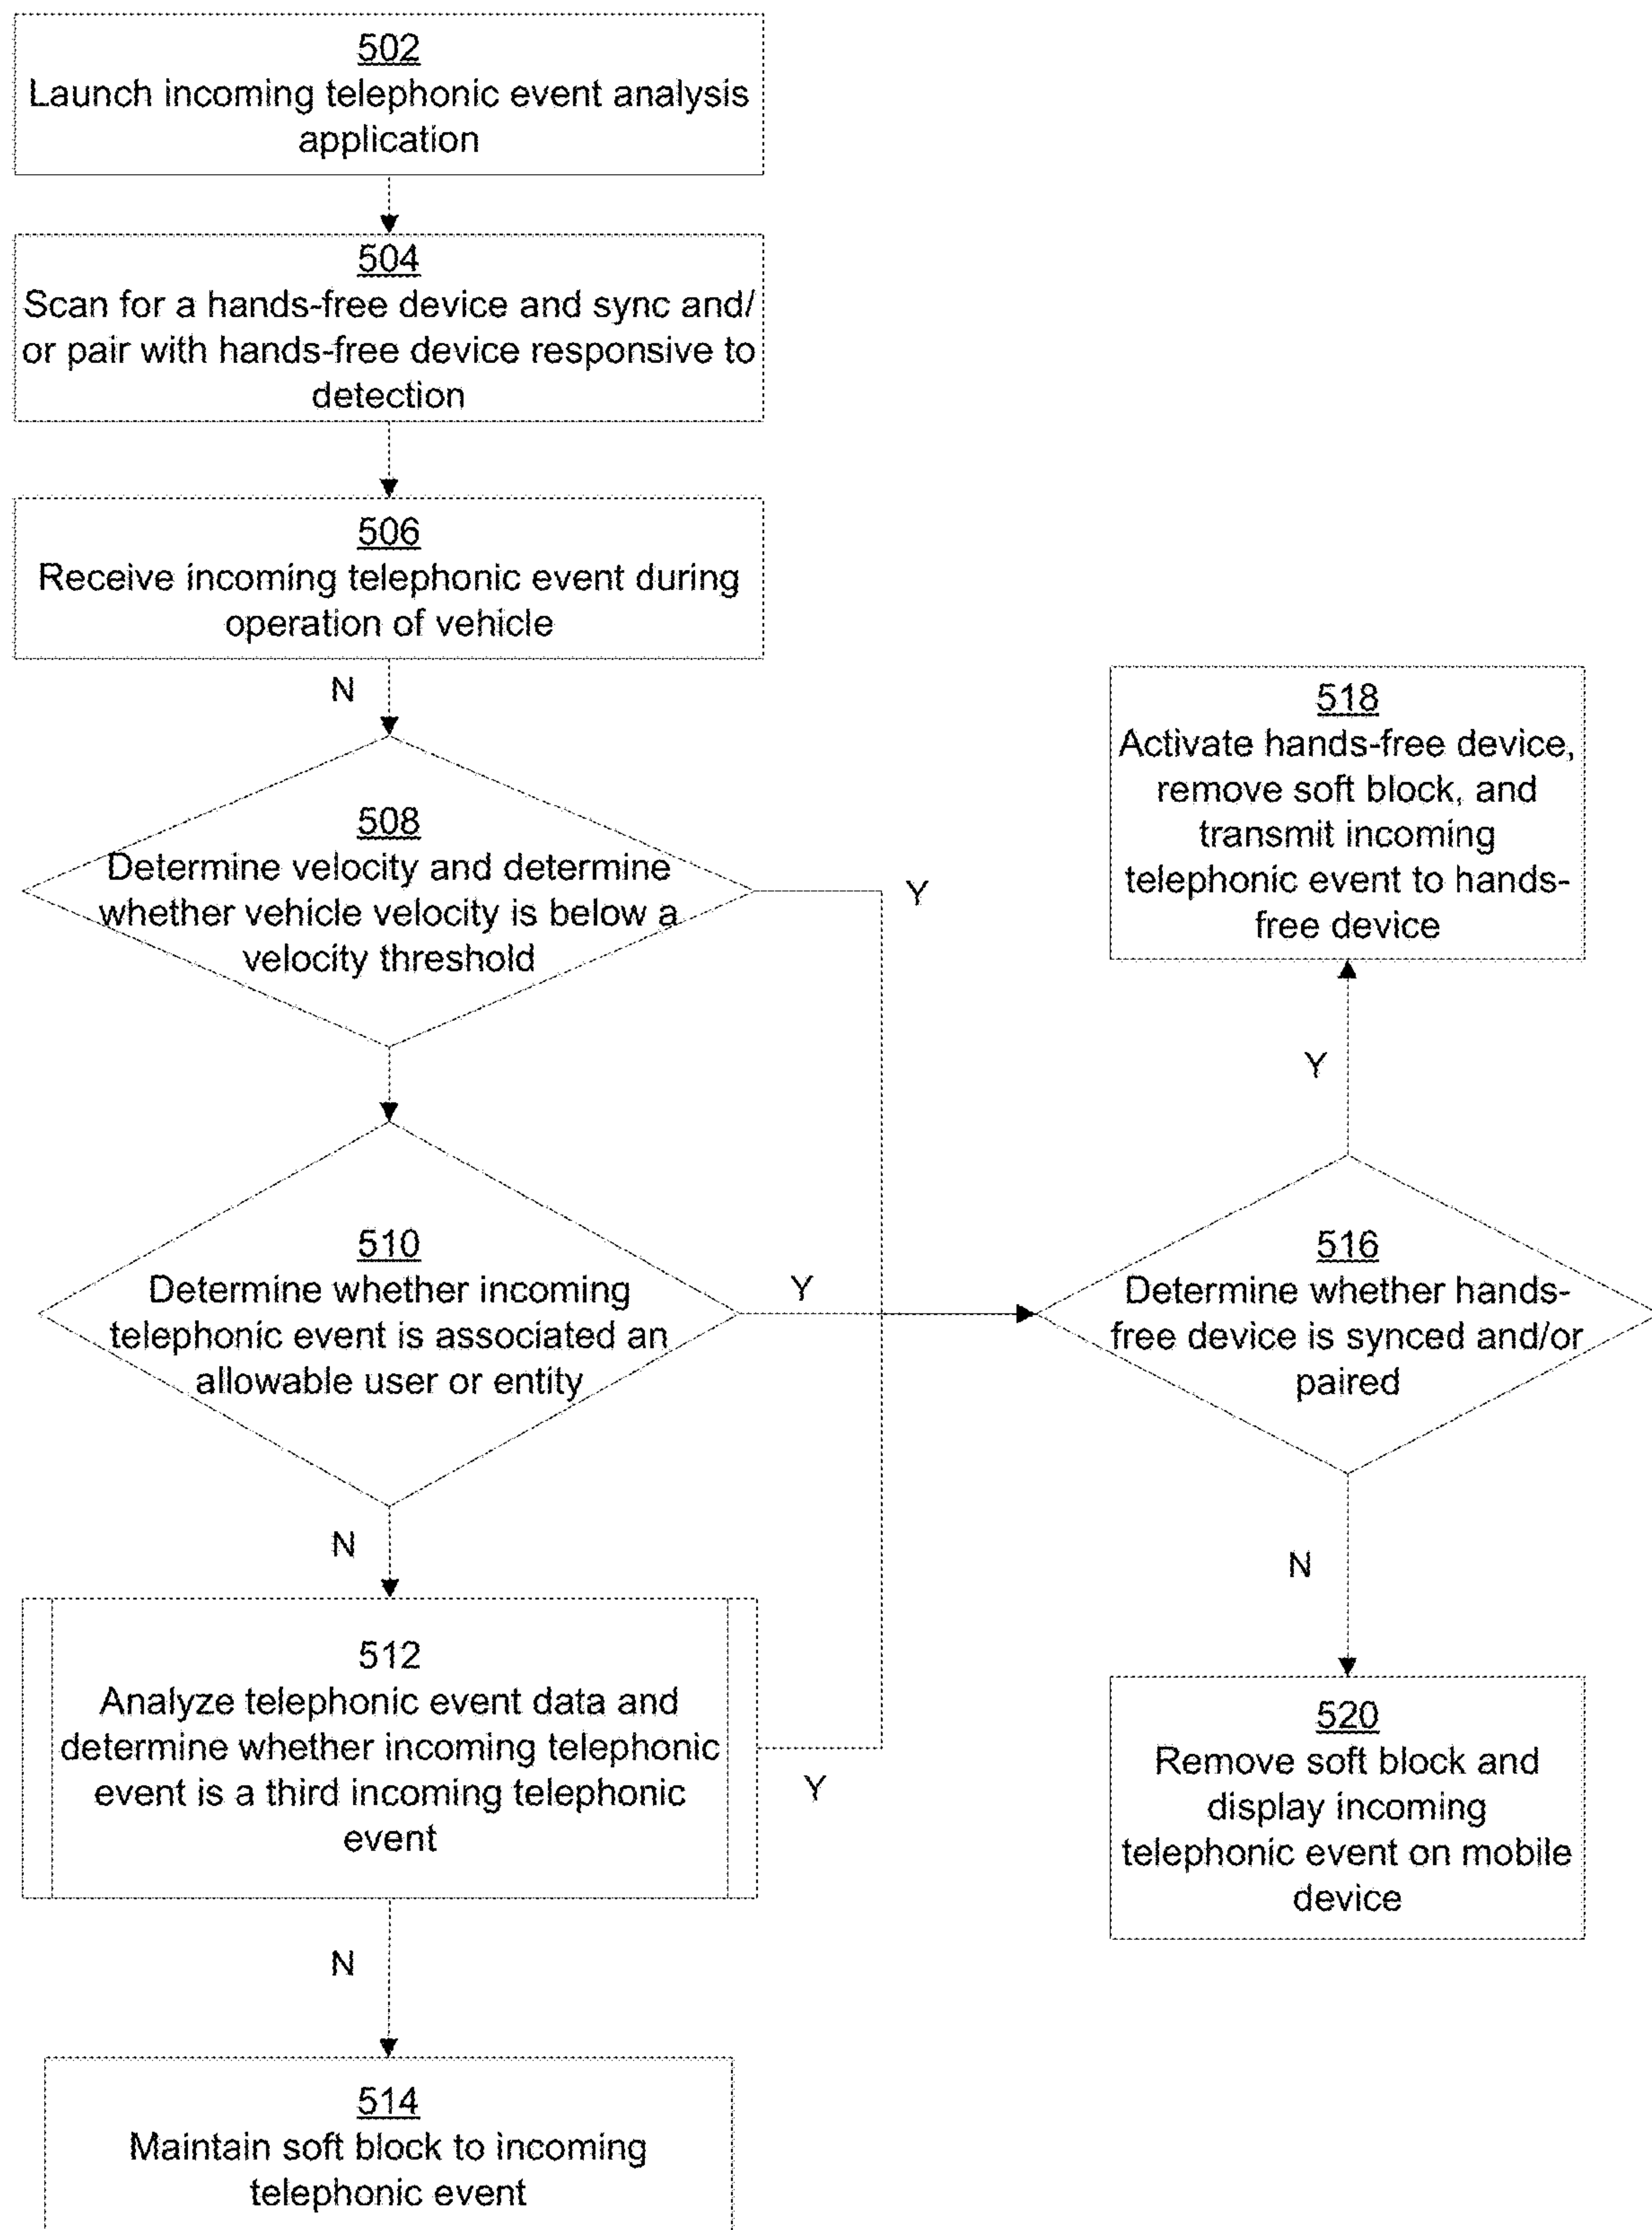 502
Launch incoming telephonic event analysis
application
504
Scan for a hands-free device and sync and/
or pair with hands-free device responsive to
detection
506
Receive incoming telephonic event during
operation of vehicle
N
508
Determine velocity and determine
whether vehicle velocity is below a
velocity threshold
Y
510
Determine whether incoming
telephonic event is associated an
allowable user or entity
Y
N
512
Analyze telephonic event data and
determine whether incoming telephonic
event is a third incoming telephonic
event
Y
N
514
Maintain soft block to incoming
telephonic event
518
Activate hands-free device,
remove soft block, and
transmit incoming
telephonic event to hands-
free device
Y
516
Determine whether hands-
free device is synced and/or
paired
N
520
Remove soft block and
display incoming
telephonic event on mobile
device